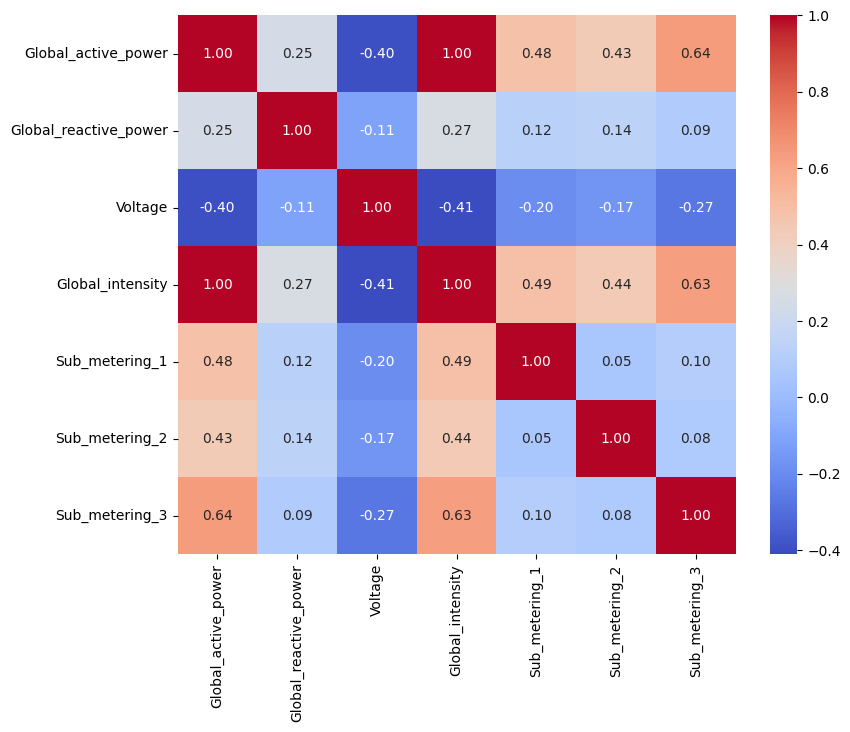 Global_active_power 1.00 0.25 -0.40 1.00 0.48 0.43 0.64
Global_reactive_power 0.25 1.00 -0.11 0.27 0.12 0.14 0.09
Voltage -0.40 -0.11 1.00 -0.41 -0.20 -0.17 -0.27
Global_intensity 1.00 0.27 -0.41 1.00 0.49 0.44 0.63
Sub_metering_1 0.48 0.12 -0.20 0.49 1.00 0.05 0.10
Sub_metering_2 0.43 0.14 -0.17 0.44 0.05 1.00 0.08
Sub_metering_3 0.64 0.09 -0.27 0.63 0.10 0.08 1.00
Global_active_power
Global_reactive_power
Voltage
Global_intensity
Sub_metering_1
Sub_metering_2
Sub_metering_3
1.0
0.8
0.6
0.4
0.2
0.0
−0.2
−0.4